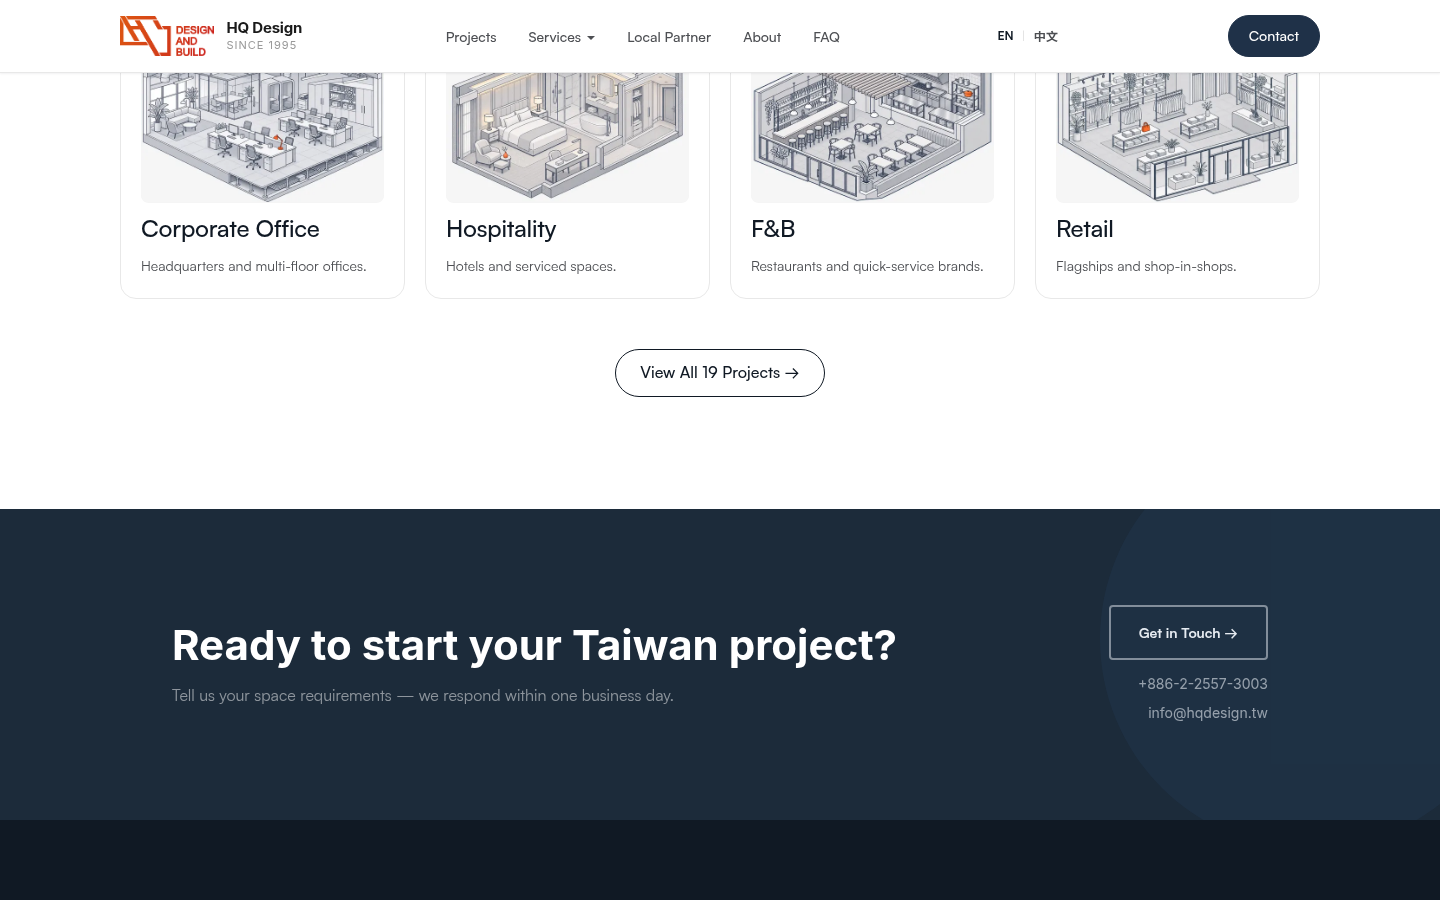 DESIGN
AND
BUILD
HQ Design
SINCE 1995
Projects
Services
Local Partner
About
FAQ
EN
中文
Contact
Corporate Office
Headquarters and multi-floor offices.
Hospitality
Hotels and serviced spaces.
F&B
Restaurants and quick-service brands.
Retail
Flagships and shop-in-shops.
View All 19 Projects →
Ready to start your Taiwan project?
Tell us your space requirements — we respond within one business day.
Get in Touch →
+886-2-2557-3003
info@hqdesign.tw